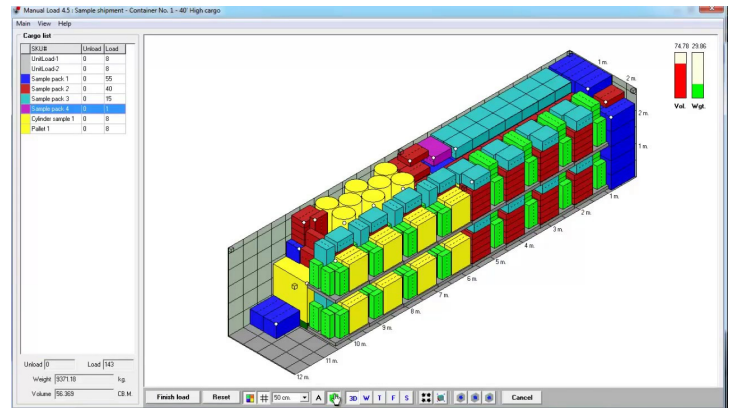 Manual Load 4.5 : Sample shipment - Container No. 1 - 40' High cargo
Main View Help
Cargo list
SKU# Unload Load
UnitLoad-1 0 8
UnitLoad-2 0 8
Sample pack 1 0 55
Sample pack 2 0 40
Sample pack 3 0 15
Sample pack 4 0 1
Cylinder sample 1 0 8
Pallet 1 0 8
74.78 29.86
Vol. Wgt.
1 m.
2 m.
2 m.
1 m.
1 m.
2 m.
3 m.
4 m.
5 m.
6 m.
7 m.
8 m.
9 m.
10 m.
11 m.
12 m.
Unload 0 Load 143
Weight 9371.18 kg.
Volume 56.369 CB.M.
Finish load Reset 50 cm. A 3D W T F S Cancel